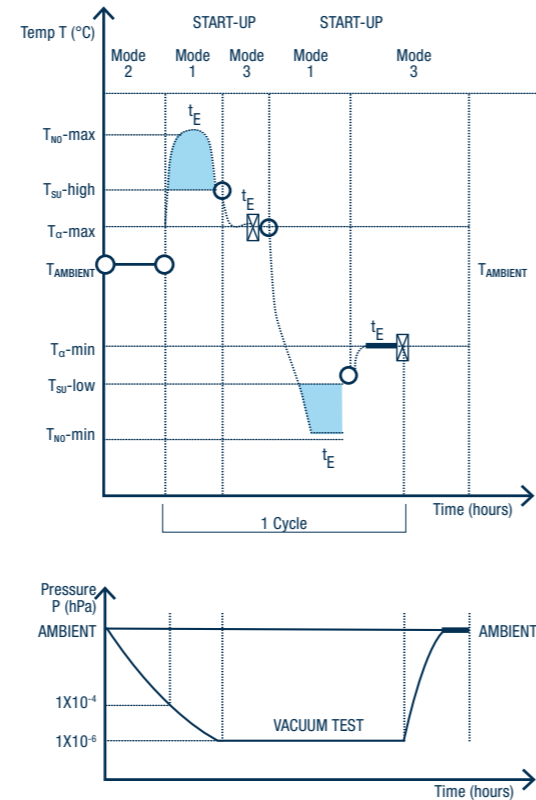 Temp T (°C)
START-UP START-UP
Mode 2
Mode 1
Mode 3
Mode 1
Mode 3
tE
TNO-max
TSU-high
tE
Tα-max
TAMBIENT
TAMBIENT
tE
Tα-min
TSU-low
TNO-min
tE
Time (hours)
1 Cycle
Pressure
P (hPa)
AMBIENT
AMBIENT
1X10-4
VACUUM TEST
1X10-6
Time (hours)